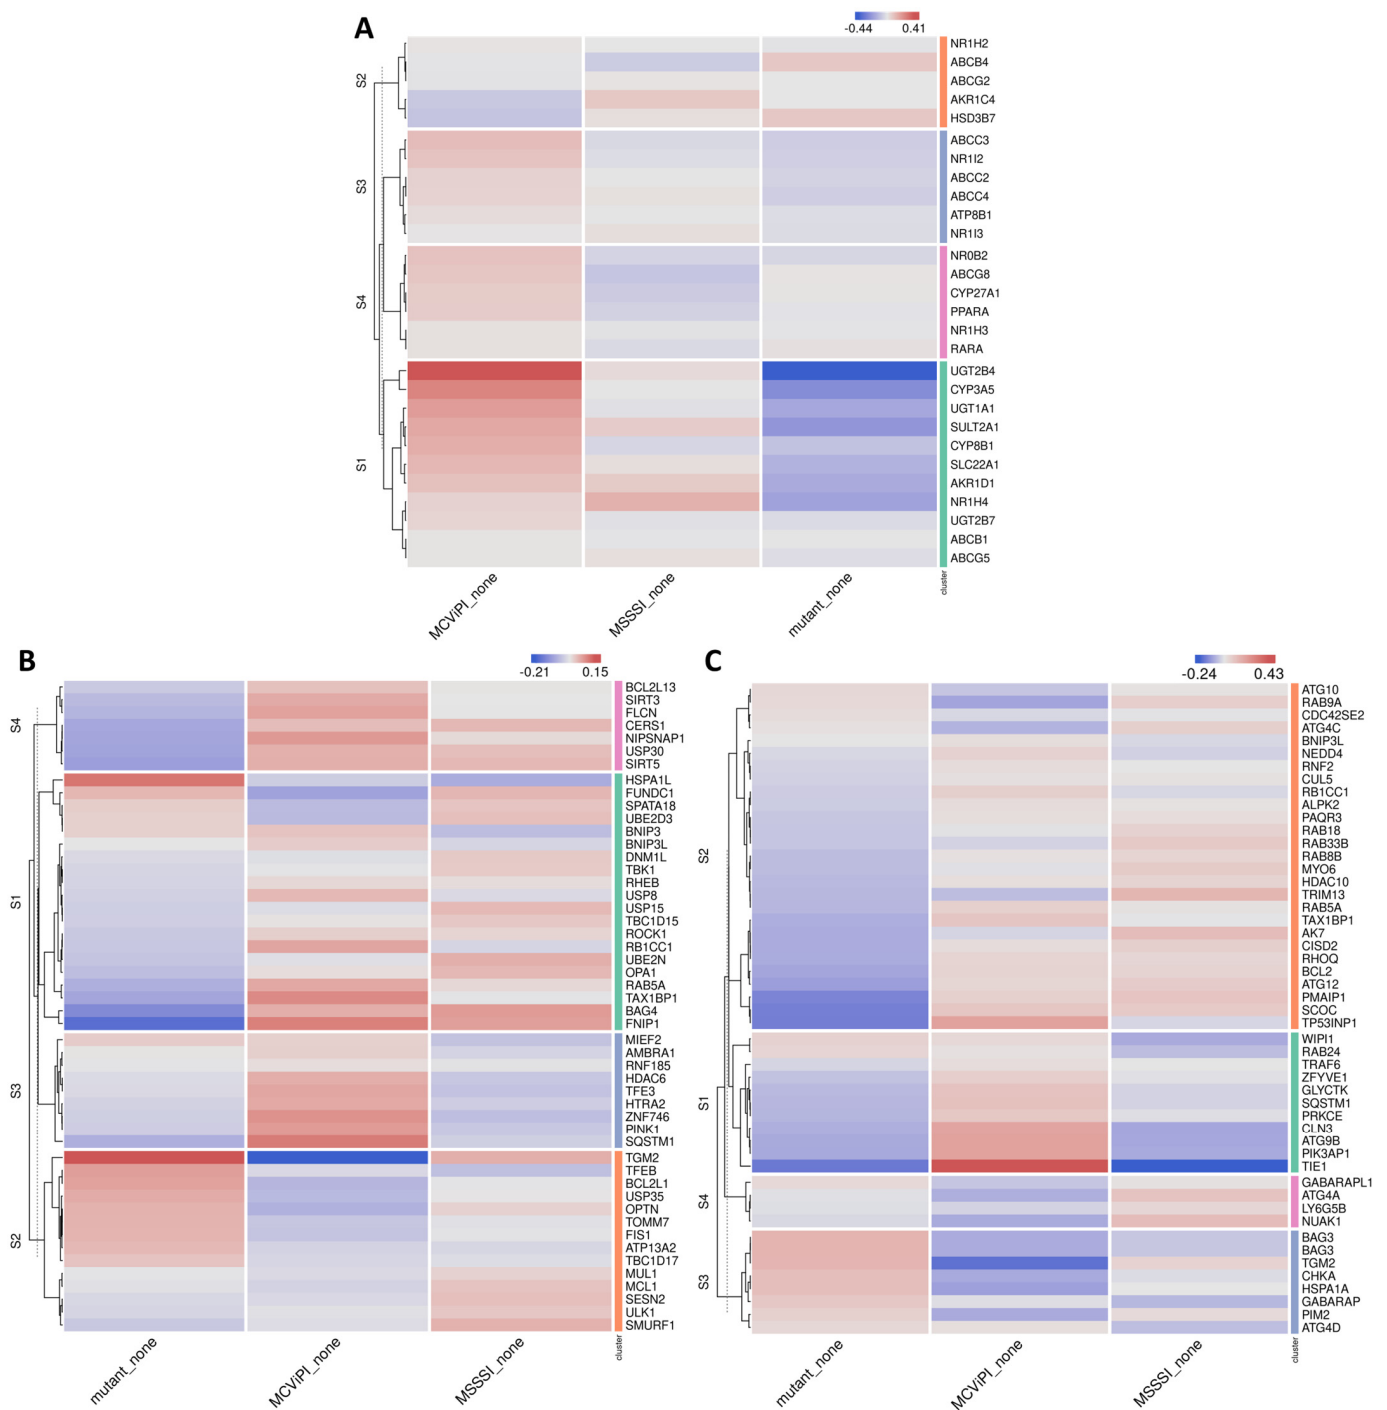 A
-0.44 0.41
S2
NR1H2
ABCB4
ABCG2
AKR1C4
HSD3B7
S3
ABCC3
NR1I2
ABCC2
ABCC4
ATP8B1
NR1I3
S4
NR0B2
ABCG8
CYP27A1
PPARA
NR1H3
RARA
S1
UGT2B4
CYP3A5
UGT1A1
SULT2A1
CYP8B1
SLC22A1
AKR1D1
NR1H4
UGT2B7
ABCB1
ABCG5
MCViPI_none
MSSSI_none
mutant_none
cluster
B
-0.21 0.15
S4
BCL2L13
SIRT3
FLCN
CERS1
NIPSNAP1
USP30
SIRT5
S1
HSPA1L
FUNDC1
SPATA18
UBE2D3
BNIP3
BNIP3L
DNM1L
TBK1
RHEB
USP8
USP15
TBC1D15
ROCK1
RB1CC1
UBE2N
OPA1
RAB5A
TAX1BP1
BAG4
FNIP1
S3
MIEF2
AMBRA1
RNF185
HDAC6
TFE3
HTRA2
ZNF746
PINK1
SQSTM1
S2
TGM2
TFEB
BCL2L1
USP35
OPTN
TOMM7
FIS1
ATP13A2
TBC1D17
MUL1
MCL1
SESN2
ULK1
SMURF1
mutant_none
MCViPI_none
MSSSI_none
cluster
C
-0.24 0.43
S2
ATG10
RAB9A
CDC42SE2
ATG4C
BNIP3L
NEDD4
RNF2
CUL5
RB1CC1
ALPK2
PAQR3
RAB18
RAB33B
RAB8B
MYO6
HDAC10
TRIM13
RAB5A
TAX1BP1
AK7
CISD2
RHOQ
BCL2
ATG12
PMAIP1
SCOC
TP53INP1
S1
WIPI1
RAB24
TRAF6
ZFYVE1
GLYCTK
SQSTM1
PRKCE
CLN3
ATG9B
PIK3AP1
TIE1
S4
GABARAPL1
ATG4A
LY6G5B
NUAK1
S3
BAG3
BAG3
TGM2
CHKA
HSPA1A
GABARAP
PIM2
ATG4D
mutant_none
MCViPI_none
MSSSI_none
cluster